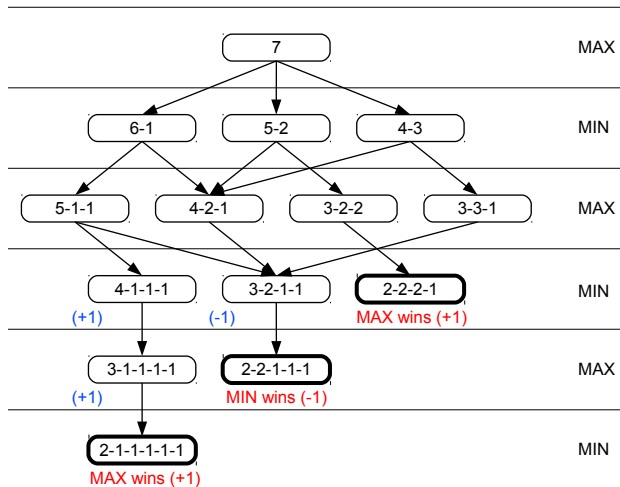 7 MAX
6-1 5-2 4-3 MIN
5-1-1 4-2-1 3-2-2 3-3-1 MAX
4-1-1-1 3-2-1-1 2-2-2-1 MIN
(+1) (-1) MAX wins (+1)
3-1-1-1-1 2-2-1-1-1 MAX
(+1) MIN wins (-1)
2-1-1-1-1-1 MIN
MAX wins (+1)